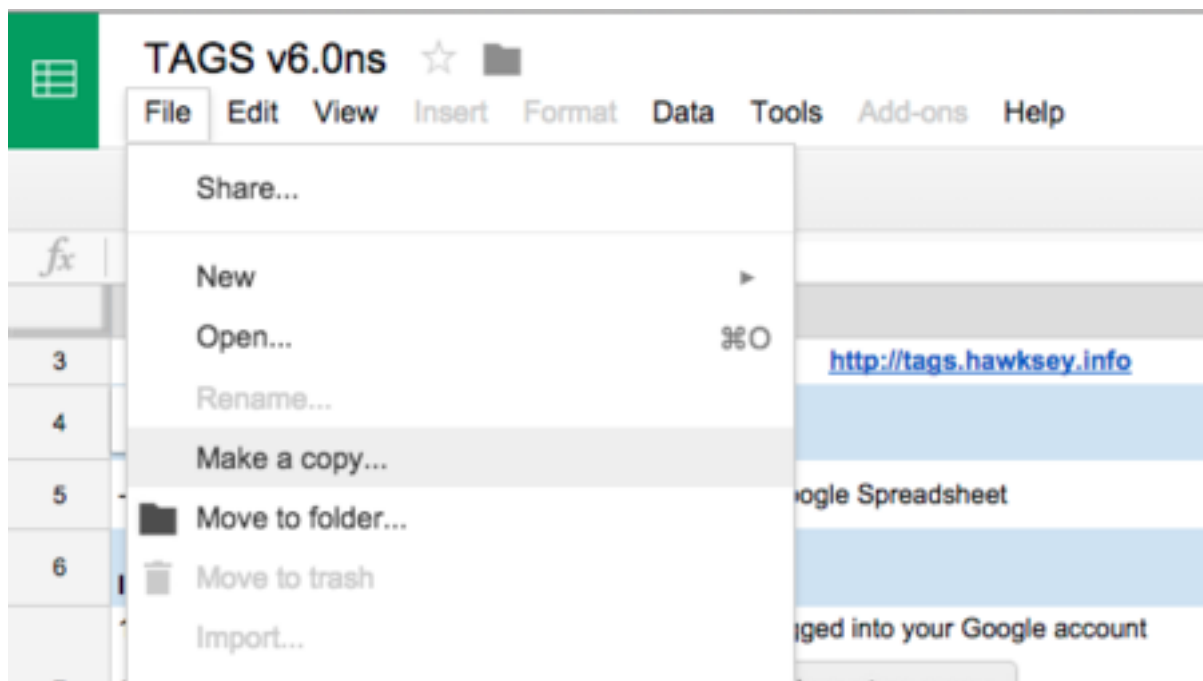 TAGS v6.0ns
File Edit View Insert Format Data Tools Add-ons Help
Share...
fx
New
Open... ⌘O
3 http://tags.hawksey.info
Rename...
4
Make a copy...
5 - ogle Spreadsheet
Move to folder...
6
Move to trash
gged into your Google account
Import...